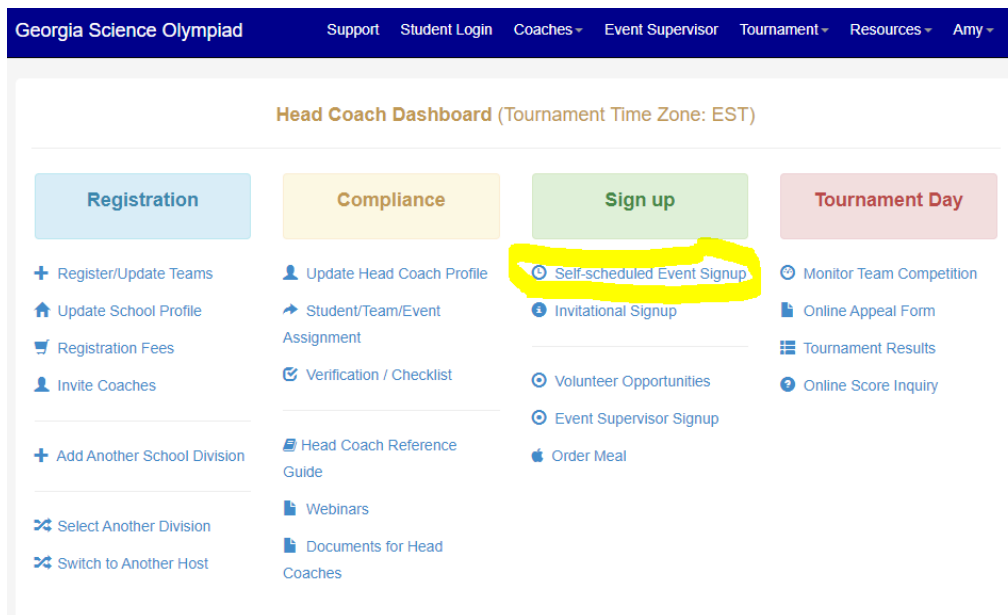 Georgia Science Olympiad Support Student Login Coaches Event Supervisor Tournament Resources Amy
Head Coach Dashboard (Tournament Time Zone: EST)
Registration
Register/Update Teams
Update School Profile
Registration Fees
Invite Coaches
Add Another School Division
Select Another Division
Switch to Another Host
Compliance
Update Head Coach Profile
Student/Team/Event
Assignment
Verification / Checklist
Head Coach Reference
Guide
Webinars
Documents for Head
Coaches
Sign up
Self-scheduled Event Signup
Invitational Signup
Volunteer Opportunities
Event Supervisor Signup
Order Meal
Tournament Day
Monitor Team Competition
Online Appeal Form
Tournament Results
Online Score Inquiry